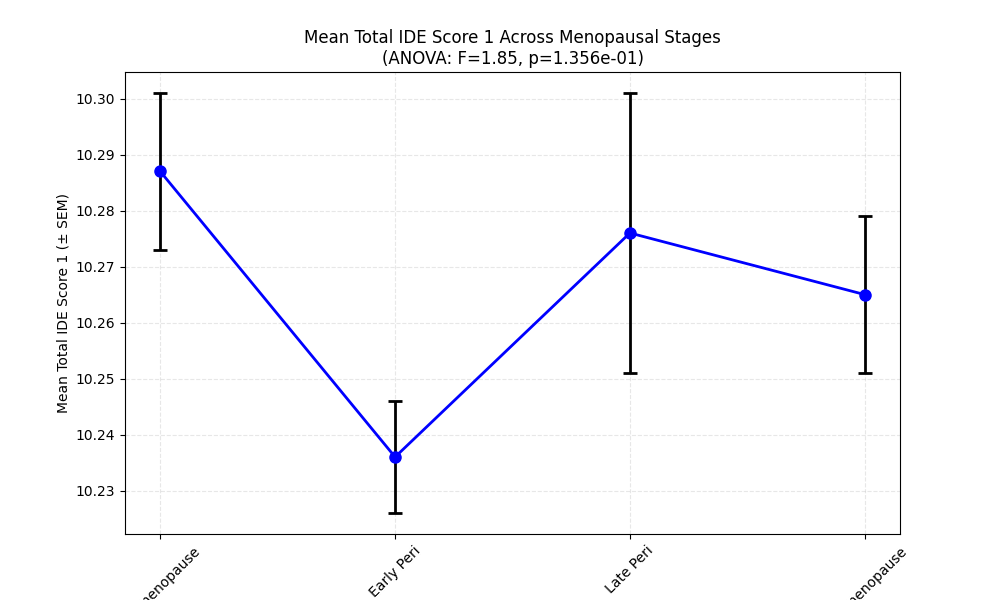 Mean Total IDE Score 1 Across Menopausal Stages
(ANOVA: F=1.85, p=1.356e-01)
Mean Total IDE Score 1 (± SEM)
10.30
10.29
10.28
10.27
10.26
10.25
10.24
10.23
enopause
Early Peri
Late Peri
enopause